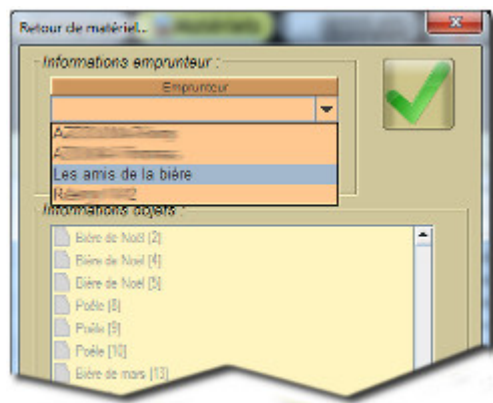 Retour de matériel...
Informations emprunteur :
Emprunteur
Les amis de la bière
Informations objets :
Bière de Noël [2]
Bière de Noël [4]
Bière de Noël [5]
Poêle [8]
Poêle [9]
Poêle [10]
Bière de mars [13]